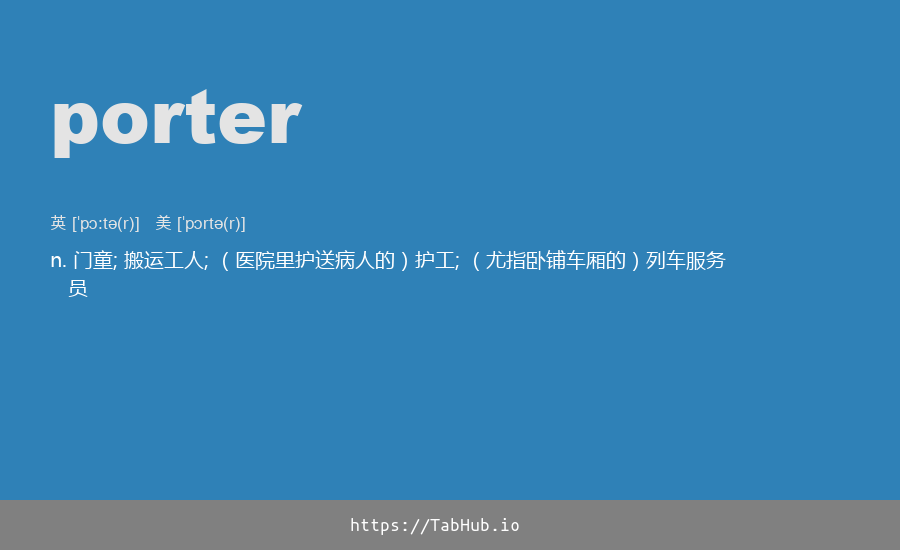 porter
英 ['pɔːtə(r)] 美 ['pɔrtə(r)]
n. 门童; 搬运工人; （医院里护送病人的）护工; （尤指卧铺车厢的）列车服务
员
https://TabHub.io